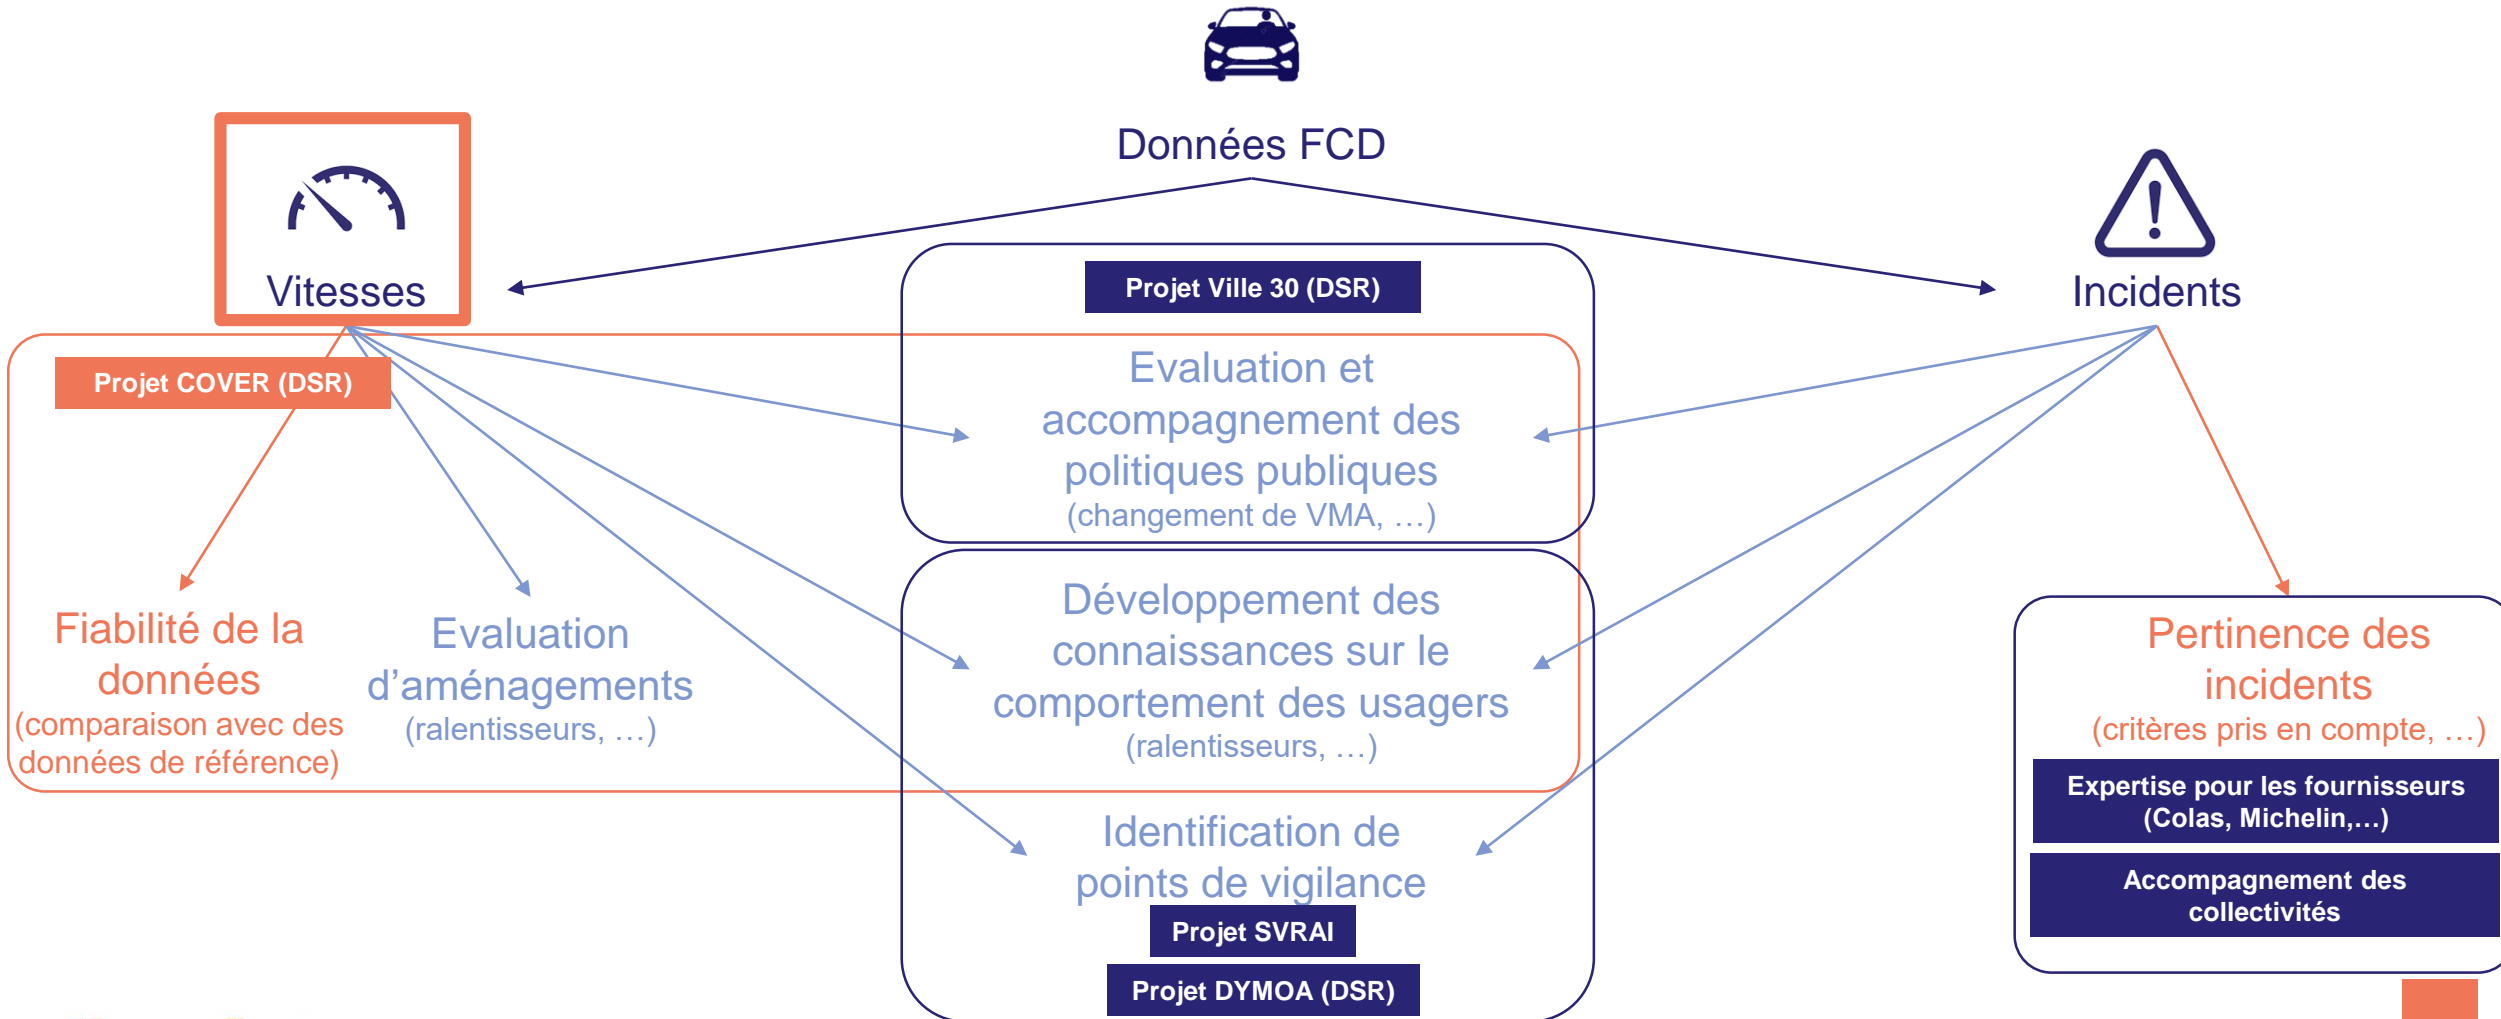 Données FCD
Vitesses
Incidents
Projet Ville 30 (DSR)
Projet COVER (DSR)
Evaluation et
accompagnement des
politiques publiques
(changement de VMA, …)
Fiabilité de la
données
(comparaison avec des
données de référence)
Evaluation
d’aménagements
(ralentisseurs, …)
Développement des
connaissances sur le
comportement des usagers
(ralentisseurs, …)
Identification de
points de vigilance
Projet SVRAI
Projet DYMOA (DSR)
Pertinence des
incidents
(critères pris en compte, …)
Expertise pour les fournisseurs
(Colas, Michelin,…)
Accompagnement des
collectivités